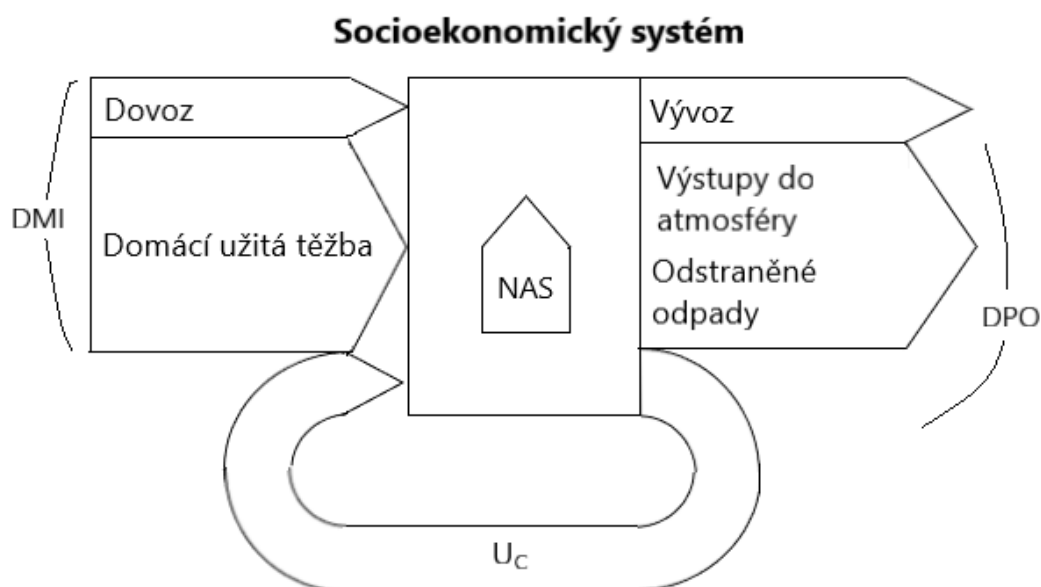 Socioekonomický systém
Dovoz
Vývoz
DMI
Domácí užitá těžba
NAS
Výstupy do
atmosféry
Odstraněné
odpady
DPO
U_C